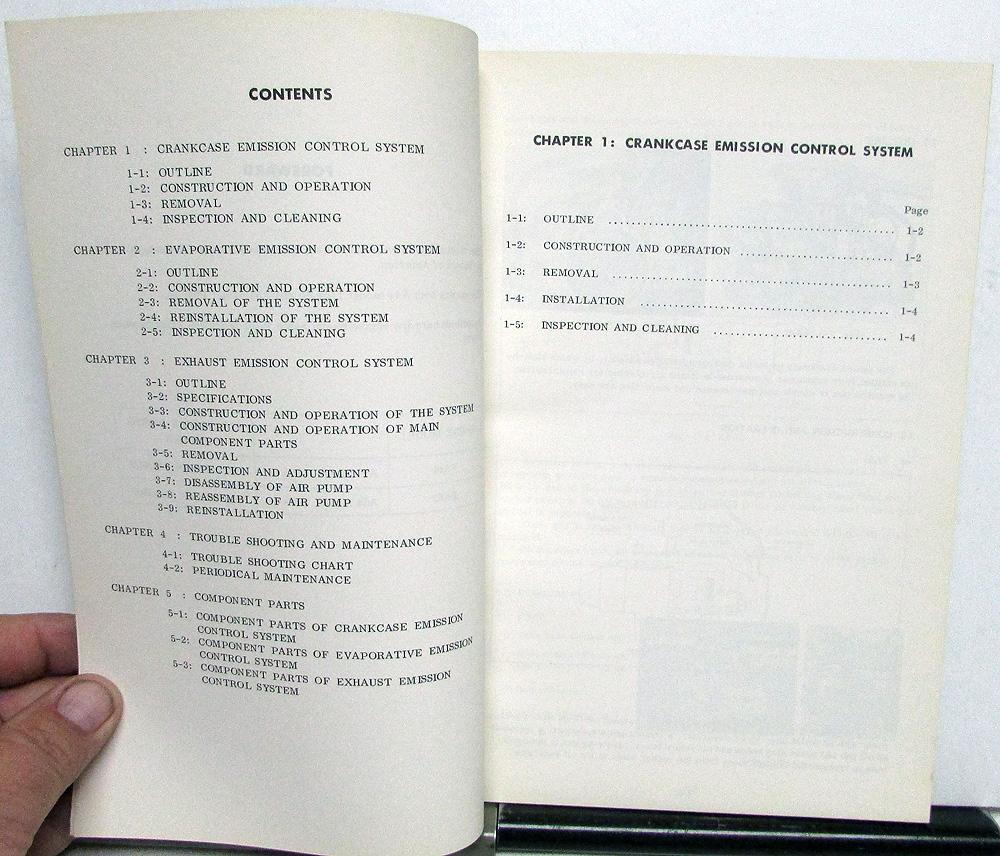 CONTENTS
CHAPTER 1 : CRANKCASE EMISSION CONTROL SYSTEM
1-1: OUTLINE
1-2: CONSTRUCTION AND OPERATION
1-3: REMOVAL
1-4: INSPECTION AND CLEANING
CHAPTER 2 : EVAPORATIVE EMISSION CONTROL SYSTEM
2-1: OUTLINE
2-2: CONSTRUCTION AND OPERATION
2-3: REMOVAL OF THE SYSTEM
2-4: REINSTALLATION OF THE SYSTEM
2-5: INSPECTION AND CLEANING
CHAPTER 3 : EXHAUST EMISSION CONTROL SYSTEM
3-1: OUTLINE
3-2: SPECIFICATIONS
3-3: CONSTRUCTION AND OPERATION OF THE SYSTEM
3-4: CONSTRUCTION AND OPERATION OF MAIN
COMPONENT PARTS
3-5: REMOVAL
3-6: INSPECTION AND ADJUSTMENT
3-7: DISASSEMBLY OF AIR PUMP
3-8: REASSEMBLY OF AIR PUMP
3-9: REINSTALLATION
CHAPTER 4 : TROUBLE SHOOTING AND MAINTENANCE
4-1: TROUBLE SHOOTING CHART
4-2: PERIODICAL MAINTENANCE
CHAPTER 5 : COMPONENT PARTS
5-1: COMPONENT PARTS OF CRANKCASE EMISSION
CONTROL SYSTEM
5-2: COMPONENT PARTS OF EVAPORATIVE EMISSION
CONTROL SYSTEM
5-3: COMPONENT PARTS OF EXHAUST EMISSION
CONTROL SYSTEM
CHAPTER 1: CRANKCASE EMISSION CONTROL SYSTEM
Page
1-1: OUTLINE ........................................ 1-2
1-2: CONSTRUCTION AND OPERATION ..................... 1-2
1-3: REMOVAL ........................................ 1-3
1-4: INSTALLATION ................................... 1-4
1-5: INSPECTION AND CLEANING ........................ 1-4